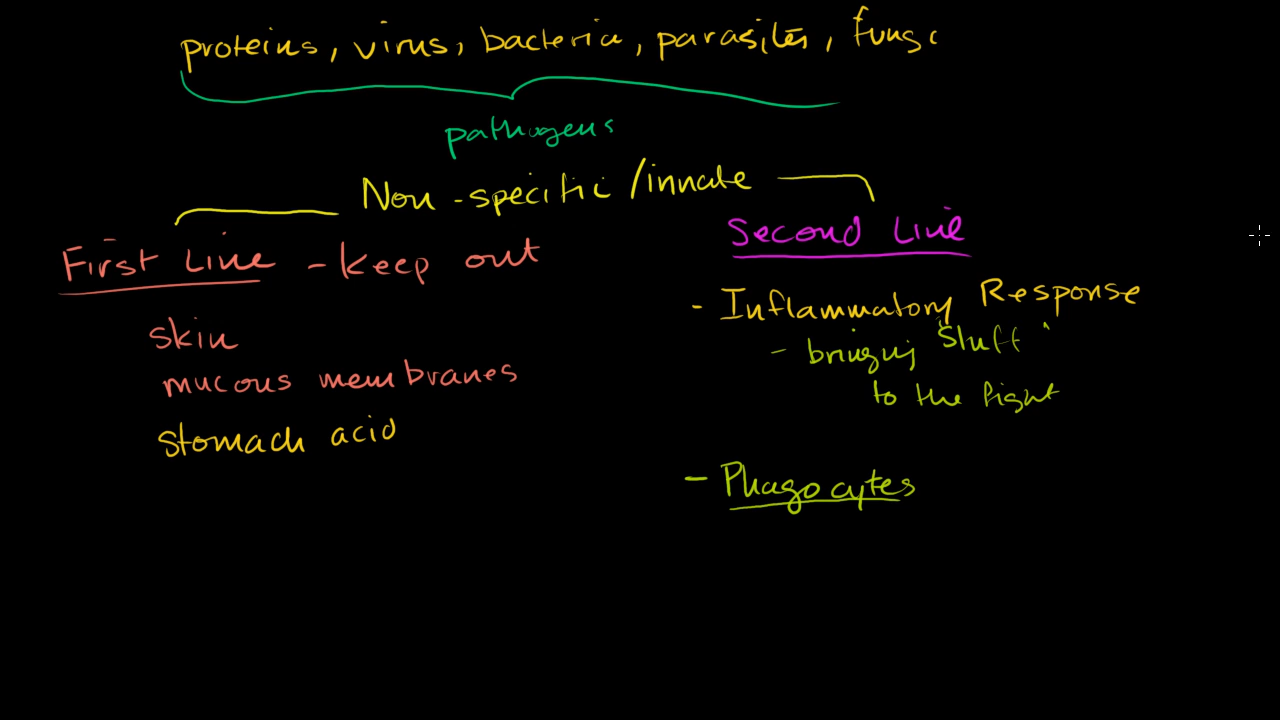 proteins, virus, bacteria, parasites, fungi
pathogens
Non-specific/innate
First Line - Keep out
skin
mucous membranes
stomach acid
Second Line
- Inflammatory Response
- bringing "stuff"
to the fight
- Phagocytes